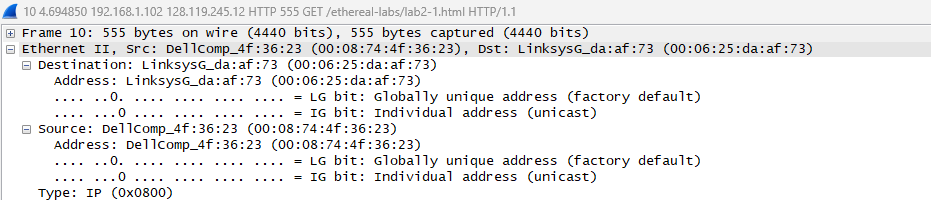 10 4.694850 192.168.1.102 128.119.245.12 HTTP 555 GET /ethereal-labs/lab2-1.html HTTP/1.1
Frame 10: 555 bytes on wire (4440 bits), 555 bytes captured (4440 bits)
Ethernet II, Src: DellComp_4f:36:23 (00:08:74:4f:36:23), Dst: LinksysG_da:af:73 (00:06:25:da:af:73)
Destination: LinksysG_da:af:73 (00:06:25:da:af:73)
Address: LinksysG_da:af:73 (00:06:25:da:af:73)
.... ..0. .... .... .... .... = LG bit: Globally unique address (factory default)
.... ...0 .... .... .... .... = IG bit: Individual address (unicast)
Source: DellComp_4f:36:23 (00:08:74:4f:36:23)
Address: DellComp_4f:36:23 (00:08:74:4f:36:23)
.... ..0. .... .... .... .... = LG bit: Globally unique address (factory default)
.... ...0 .... .... .... .... = IG bit: Individual address (unicast)
Type: IP (0x0800)